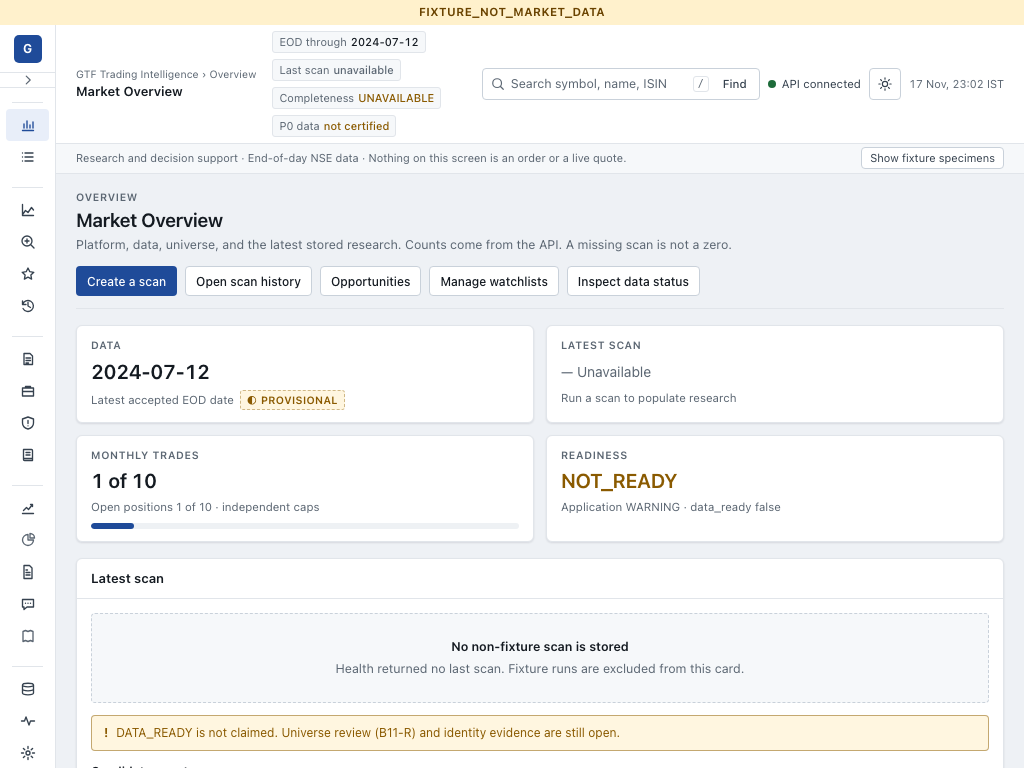 FIXTURE_NOT_MARKET_DATA
G
GTF Trading Intelligence › Overview
Market Overview
EOD through 2024-07-12
Last scan unavailable
Completeness UNAVAILABLE
P0 data not certified
Search symbol, name, ISIN / Find
API connected
17 Nov, 23:02 IST
Research and decision support · End-of-day NSE data · Nothing on this screen is an order or a live quote.
Show fixture specimens
OVERVIEW
Market Overview
Platform, data, universe, and the latest stored research. Counts come from the API. A missing scan is not a zero.
Create a scan
Open scan history
Opportunities
Manage watchlists
Inspect data status
DATA
2024-07-12
Latest accepted EOD date PROVISIONAL
LATEST SCAN
— Unavailable
Run a scan to populate research
MONTHLY TRADES
1 of 10
Open positions 1 of 10 · independent caps
READINESS
NOT_READY
Application WARNING · data_ready false
Latest scan
No non-fixture scan is stored
Health returned no last scan. Fixture runs are excluded from this card.
! DATA_READY is not claimed. Universe review (B11-R) and identity evidence are still open.